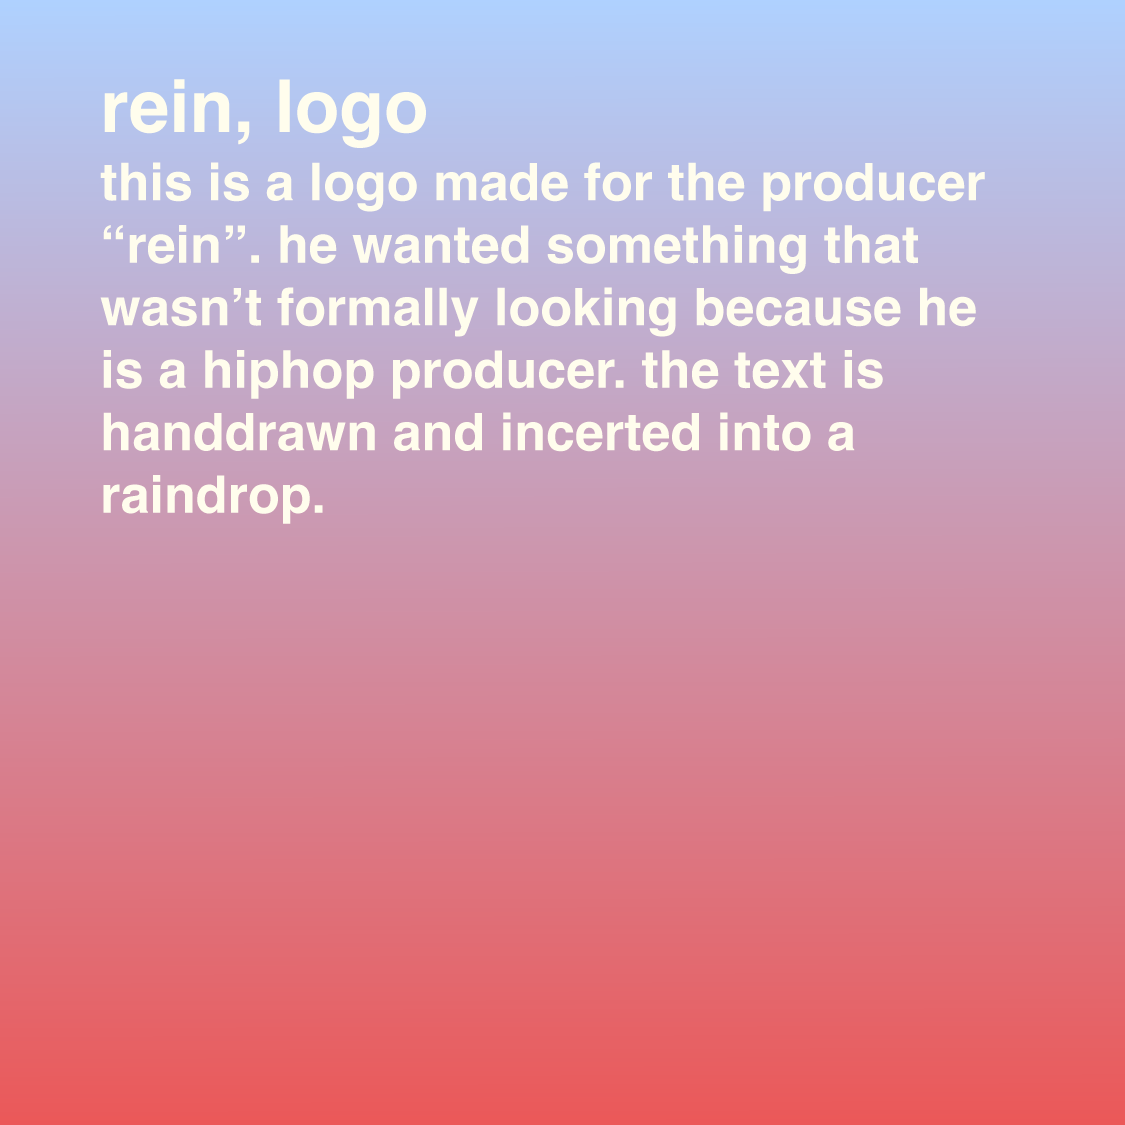 rein, logo
this is a logo made for the producer
“rein”. he wanted something that
wasn’t formally looking because he
is a hiphop producer. the text is
handdrawn and incerted into a
raindrop.